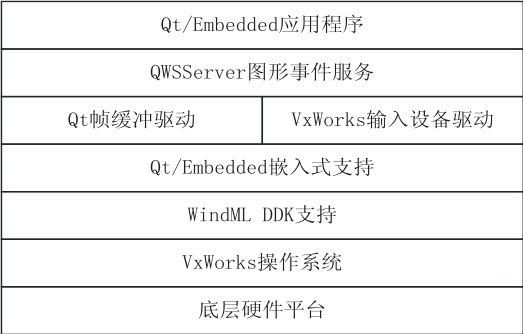 Qt/Embedded应用程序
QWSServer图形事件服务
Qt帧缓冲驱动
VxWorks输入设备驱动
Qt/Embedded嵌入式支持
WindML DDK支持
VxWorks操作系统
底层硬件平台